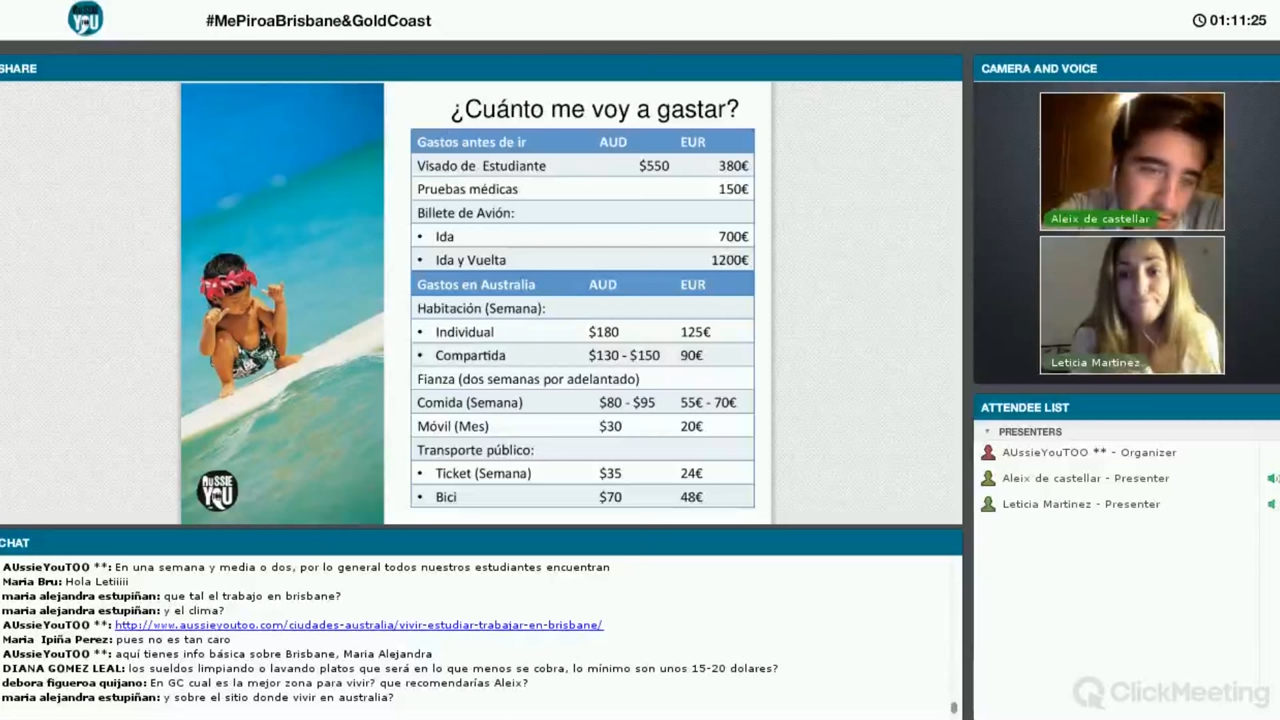 AUSSIE YOU
#MePiroaBrisbane&GoldCoast
01:11:25
SHARE
¿Cuánto me voy a gastar?
Gastos antes de ir AUD EUR
Visado de Estudiante $550 380€
Pruebas médicas 150€
Billete de Avión:
• Ida 700€
• Ida y Vuelta 1200€
Gastos en Australia AUD EUR
Habitación (Semana):
• Individual $180 125€
• Compartida $130 - $150 90€
Fianza (dos semanas por adelantado)
Comida (Semana) $80 - $95 55€ - 70€
Móvil (Mes) $30 20€
Transporte público:
• Ticket (Semana) $35 24€
• Bici $70 48€
AUSSIE YOU
CAMERA AND VOICE
Aleix de castellar
Leticia Martinez
ATTENDEE LIST
PRESENTERS
AUssieYouTOO ** - Organizer
Aleix de castellar - Presenter
Leticia Martinez - Presenter
CHAT
AUssieYouTOO **: En una semana y media o dos, por lo general todos nuestros estudiantes encuentran
Maria Bru: Hola Letiiiii
maria alejandra estupiñan: que tal el trabajo en brisbane?
maria alejandra estupiñan: y el clima?
AUssieYouTOO **: http://www.aussieyoutoo.com/ciudades-australia/vivir-estudiar-trabajar-en-brisbane/
Maria Ipiña Perez: pues no es tan caro
AUssieYouTOO **: aquí tienes info básica sobre Brisbane, Maria Alejandra
DIANA GOMEZ LEAL: los sueldos limpiando o lavando platos que será en lo que menos se cobra, lo mínimo son unos 15-20 dolares?
debora figueroa quijano: En GC cual es la mejor zona para vivir? que recomendarías Aleix?
maria alejandra estupiñan: y sobre el sitio donde vivir en australia?
ClickMeeting